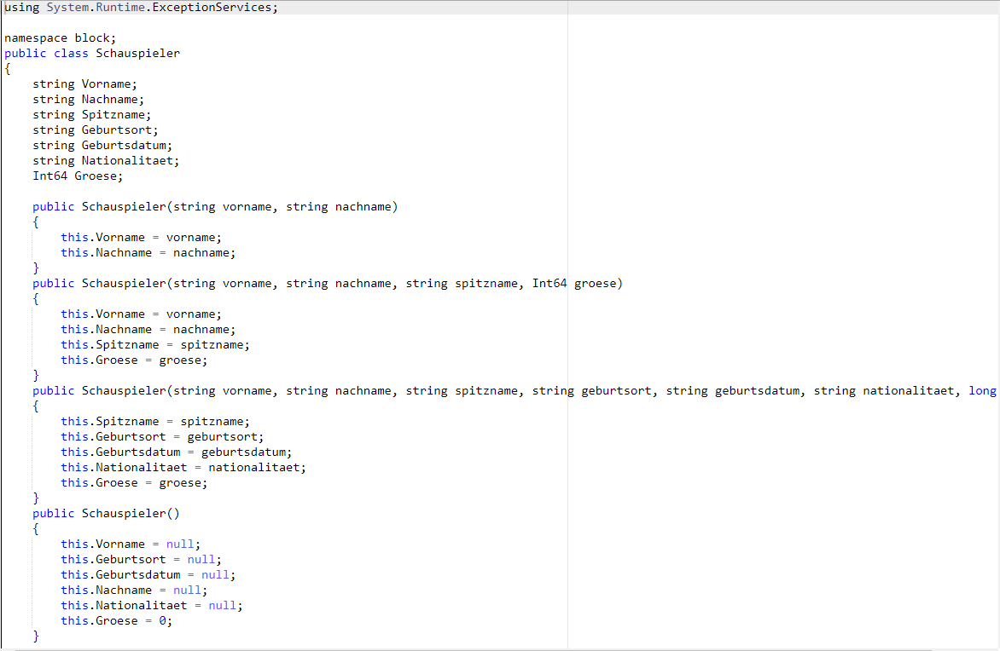 using System.Runtime.ExceptionServices;
namespace block;
public class Schauspieler
{
string Vorname;
string Nachname;
string Spitzname;
string Geburtsort;
string Geburtsdatum;
string Nationalitaet;
Int64 Groese;
public Schauspieler(string vorname, string nachname)
{
this.Vorname = vorname;
this.Nachname = nachname;
}
public Schauspieler(string vorname, string nachname, string spitzname, Int64 groese)
{
this.Vorname = vorname;
this.Nachname = nachname;
this.Spitzname = spitzname;
this.Groese = groese;
}
public Schauspieler(string vorname, string nachname, string spitzname, string geburtsort, string geburtsdatum, string nationalitaet, long
{
this.Spitzname = spitzname;
this.Geburtsort = geburtsort;
this.Geburtsdatum = geburtsdatum;
this.Nationalitaet = nationalitaet;
this.Groese = groese;
}
public Schauspieler()
{
this.Vorname = null;
this.Geburtsort = null;
this.Geburtsdatum = null;
this.Nachname = null;
this.Nationalitaet = null;
this.Groese = 0;
}